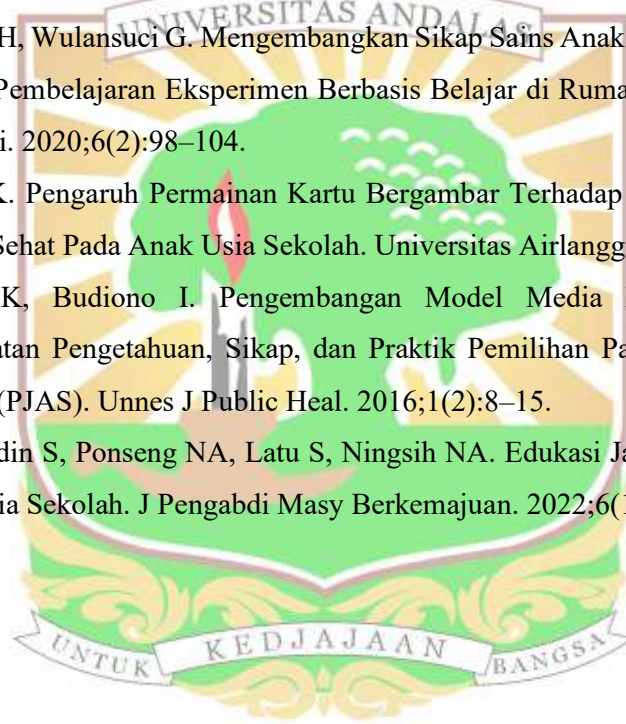 UNIVERSITAS ANDALAS
H, Wulansuci G. Mengembangkan Sikap Sains Anak
Pembelajaran Eksperimen Berbasis Belajar di Ruma
i. 2020;6(2):98–104.
K. Pengaruh Permainan Kartu Bergambar Terhadap
Sehat Pada Anak Usia Sekolah. Universitas Airlangg
K, Budiono I. Pengembangan Model Media
atan Pengetahuan, Sikap, dan Praktik Pemilihan Pa
(PJAS). Unnes J Public Heal. 2016;1(2):8–15.
din S, Ponseng NA, Latu S, Ningsih NA. Edukasi Ja
ia Sekolah. J Pengabdi Masy Berkemajuan. 2022;6(1
UNTUK KEDJAJAAN BANGSA